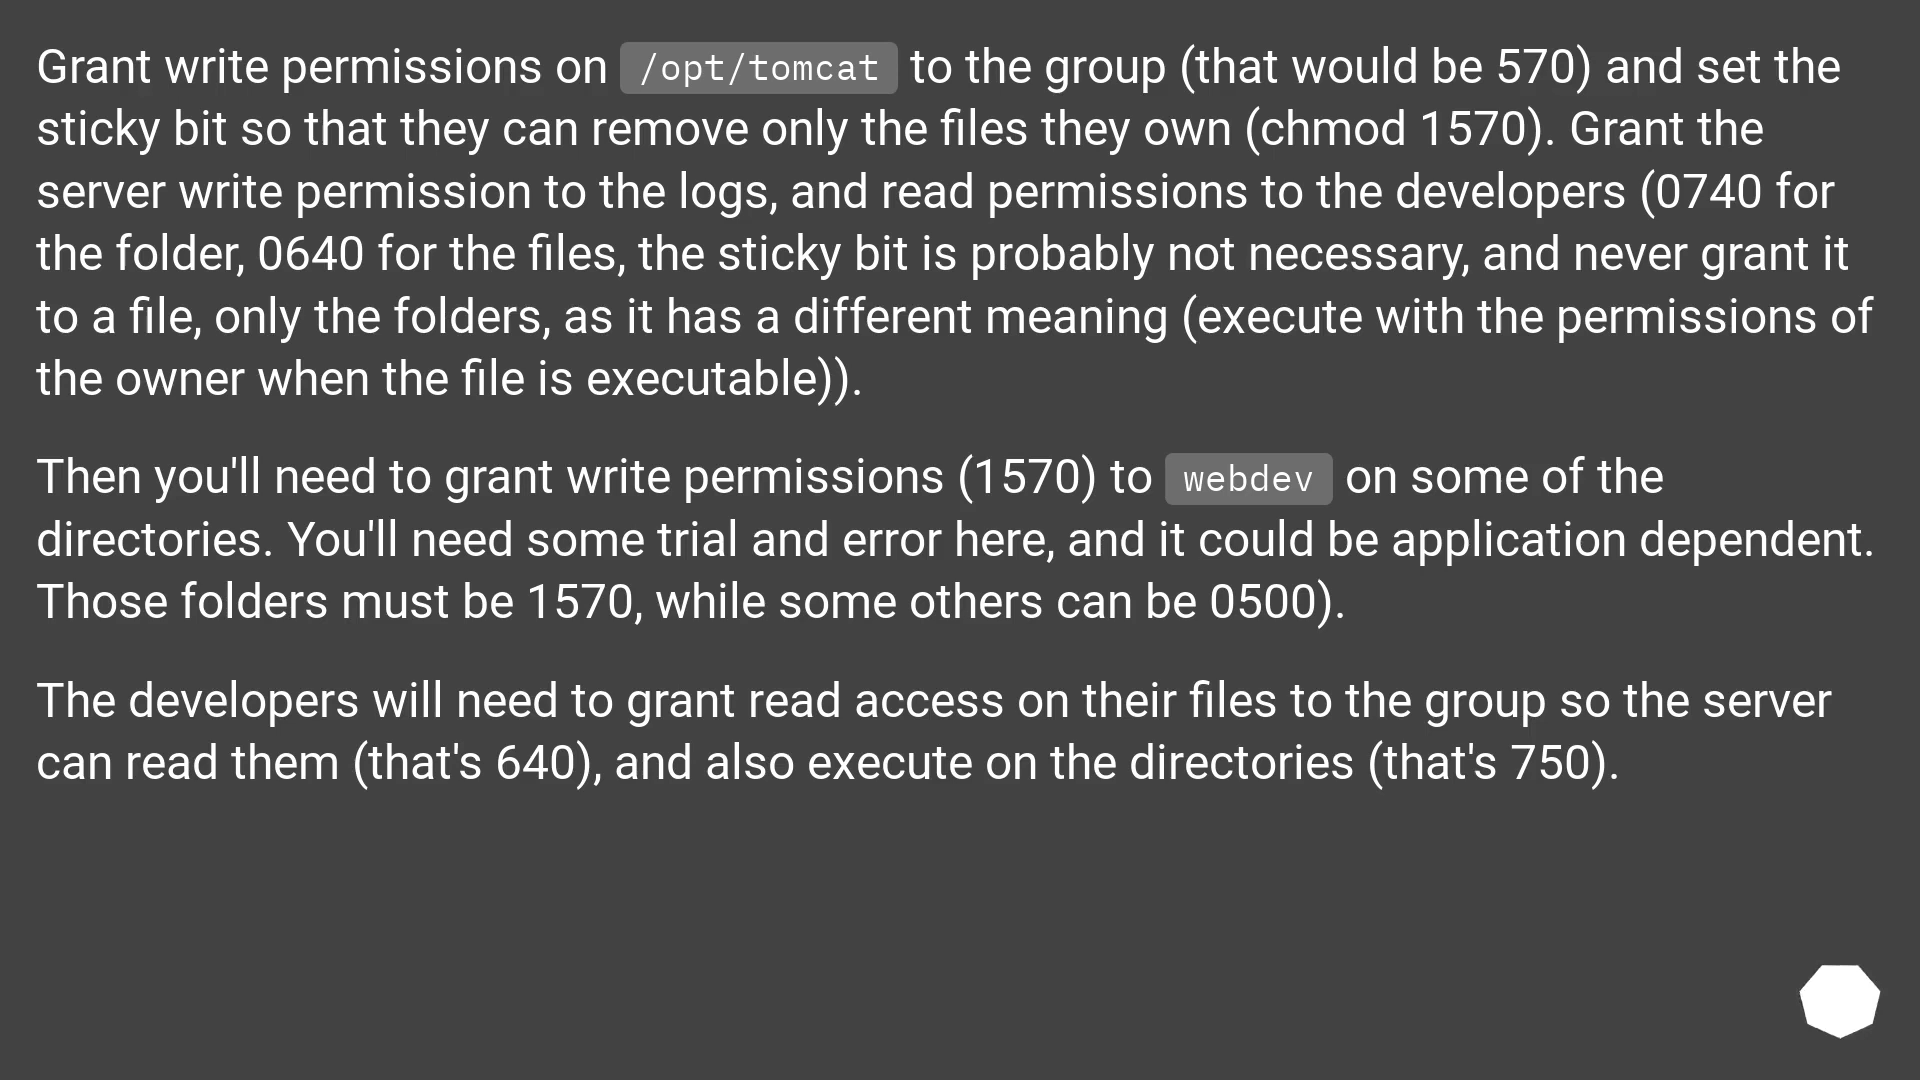 Grant write permissions on /opt/tomcat to the group (that would be 570) and set the
sticky bit so that they can remove only the files they own (chmod 1570). Grant the
server write permission to the logs, and read permissions to the developers (0740 for
the folder, 0640 for the files, the sticky bit is probably not necessary, and never grant it
to a file, only the folders, as it has a different meaning (execute with the permissions of
the owner when the file is executable)).
Then you'll need to grant write permissions (1570) to webdev on some of the
directories. You'll need some trial and error here, and it could be application dependent.
Those folders must be 1570, while some others can be 0500).
The developers will need to grant read access on their files to the group so the server
can read them (that's 640), and also execute on the directories (that's 750).